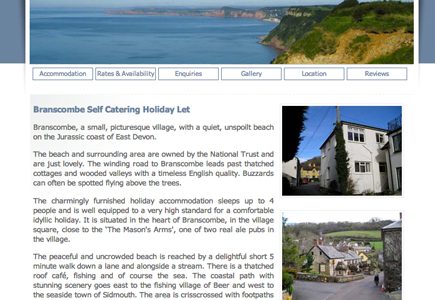 Accommodation Rates & Availability Enquiries Gallery Location Reviews
Branscombe Self Catering Holiday Let
Branscombe, a small, picturesque village, with a quiet, unspoilt beach
on the Jurassic coast of East Devon.
The beach and surrounding area are owned by the National Trust and
are just lovely. The winding road to Branscombe leads past thatched
cottages and wooded valleys with a timeless English quality. Buzzards
can often be spotted flying above the trees.
The charmingly furnished holiday accommodation sleeps up to 4
people and is well equipped to a very high standard for a comfortable
idyllic holiday. It is situated in the heart of Branscombe, in the village
square, close to the 'The Mason's Arms', one of two real ale pubs in
the village.
The peaceful and uncrowded beach is reached by a delightful short 5
minute walk down a lane and alongside a stream. There is a thatched
roof café, fishing and of course the sea. The coastal path with
stunning scenery goes east to the fishing village of Beer and west to
the seaside town of Sidmouth. The area is crisscrossed with footpaths